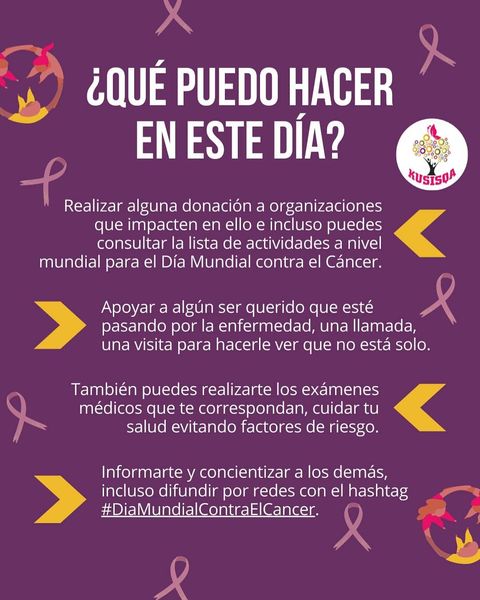 ¿QUÉ PUEDO HACER
EN ESTE DÍA?
KUSISQA
Realizar alguna donación a organizaciones
que impacten en ello e incluso puedes
consultar la lista de actividades a nivel
mundial para el Día Mundial contra el Cáncer.
Apoyar a algún ser querido que esté
pasando por la enfermedad, una llamada,
una visita para hacerle ver que no está solo.
También puedes realizarte los exámenes
médicos que te correspondan, cuidar tu
salud evitando factores de riesgo.
Informarte y concientizar a los demás,
incluso difundir por redes con el hashtag
#DiaMundialContraElCancer.